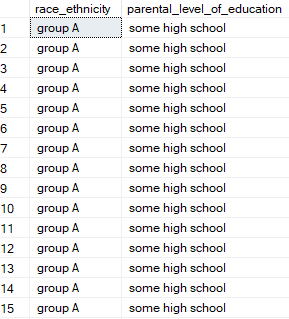 race_ethnicity parental_level_of_education
1 group A some high school
2 group A some high school
3 group A some high school
4 group A some high school
5 group A some high school
6 group A some high school
7 group A some high school
8 group A some high school
9 group A some high school
10 group A some high school
11 group A some high school
12 group A some high school
13 group A some high school
14 group A some high school
15 group A some high school